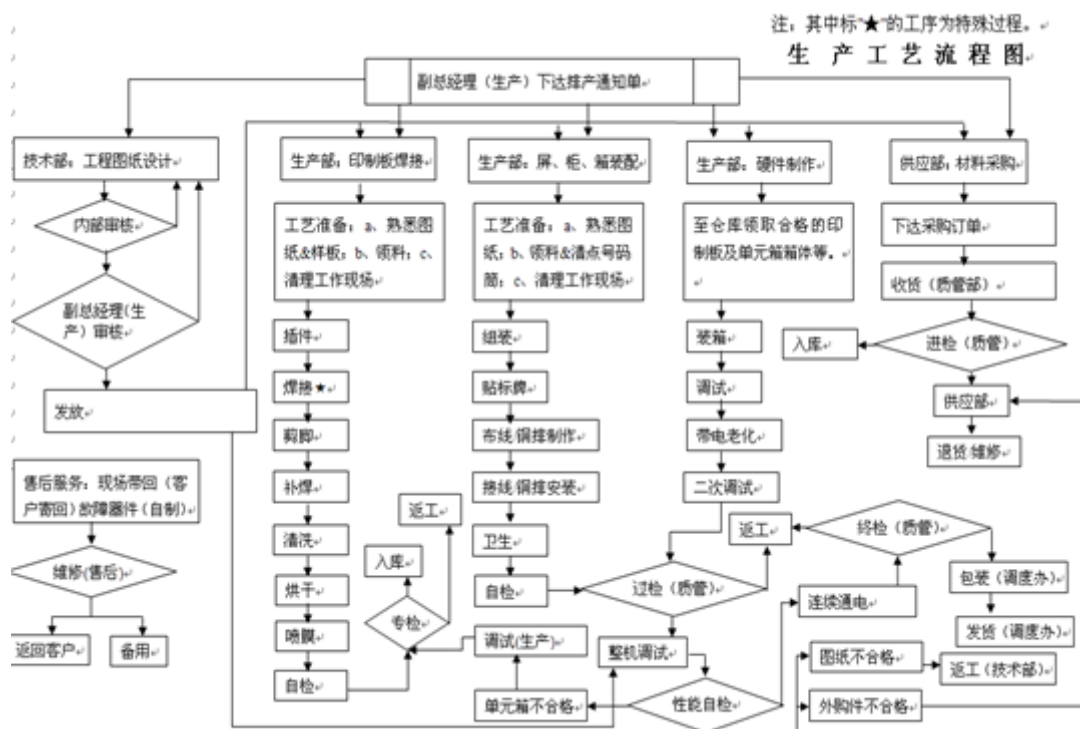 注:其中标"★"的工序为特殊过程。
生 产 工 艺 流 程 图
副总经理(生产)下达排产通知单
技术部:工程图纸设计
内部审核
副总经理(生
产)审核
发放
售后服务:现场带回(客
户寄回)故障器件(自制)
维修(售后)
返回客户
备用
生产部:印制板焊接
工艺准备:a、熟悉图
纸&样板;b、领料;c、
清理工作现场
插件
焊接★
剪脚
补焊
清洗
烘干
喷膜
自检
返工
入库
专检
生产部:屏、柜、箱装配
工艺准备:a、熟悉图
纸;b、领料&清点号码
筒;c、清理工作现场
组装
贴标牌
布线/铜排制作
接线/铜排安装
卫生
自检
调试(生产)
单元箱不合格
生产部:硬件制作
至仓库领取合格的印
制板及单元箱箱体等。
装箱
调试
带电老化
二次调试
过检(质管)
整机调试
性能自检
供应部:材料采购
下达采购订单
收货(质管部)
进检(质管)
入库
供应部
退货/维修
返工
终检(质管)
连续通电
包装(调度办)
发货(调度办)
图纸不合格
返工(技术部)
外购件不合格